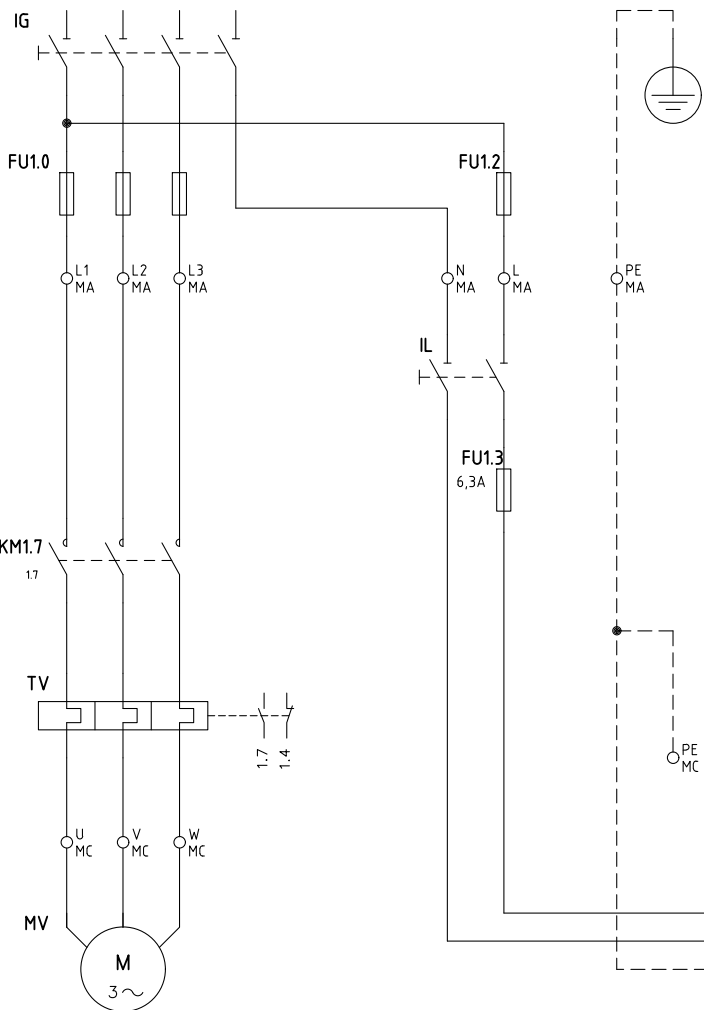 IG
FU1.0
FU1.2
L1
MA
L2
MA
L3
MA
N
MA
L
MA
PE
MA
IL
FU1.3
6,3A
KM1.7
1.7
TV
1.7
1.4
PE
MC
U
MC
V
MC
W
MC
MV
M
3~